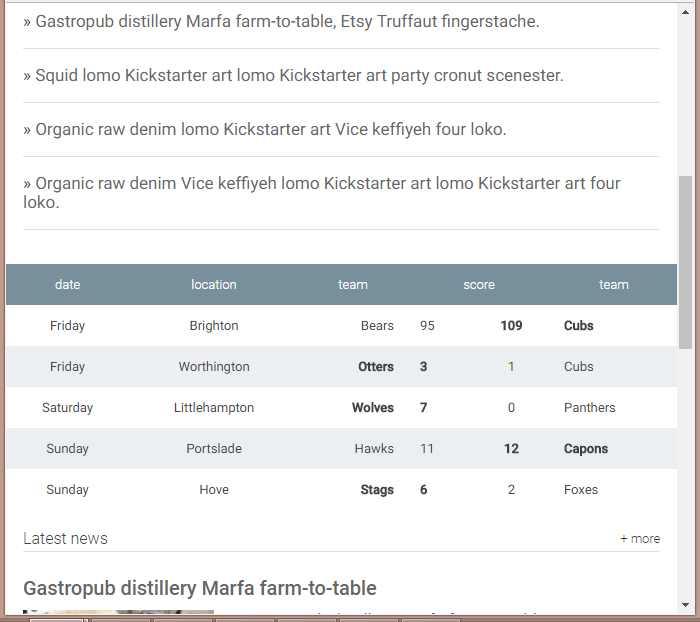 » Gastropub distillery Marfa farm-to-table, Etsy Truffaut fingerstache.
» Squid lomo Kickstarter art lomo Kickstarter art party cronut scenester.
» Organic raw denim lomo Kickstarter art Vice keffiyeh four loko.
» Organic raw denim Vice keffiyeh lomo Kickstarter art lomo Kickstarter art four
loko.
date location team score team
Friday Brighton Bears 95 109 Cubs
Friday Worthington Otters 3 1 Cubs
Saturday Littlehampton Wolves 7 0 Panthers
Sunday Portslade Hawks 11 12 Capons
Sunday Hove Stags 6 2 Foxes
Latest news + more
Gastropub distillery Marfa farm-to-table